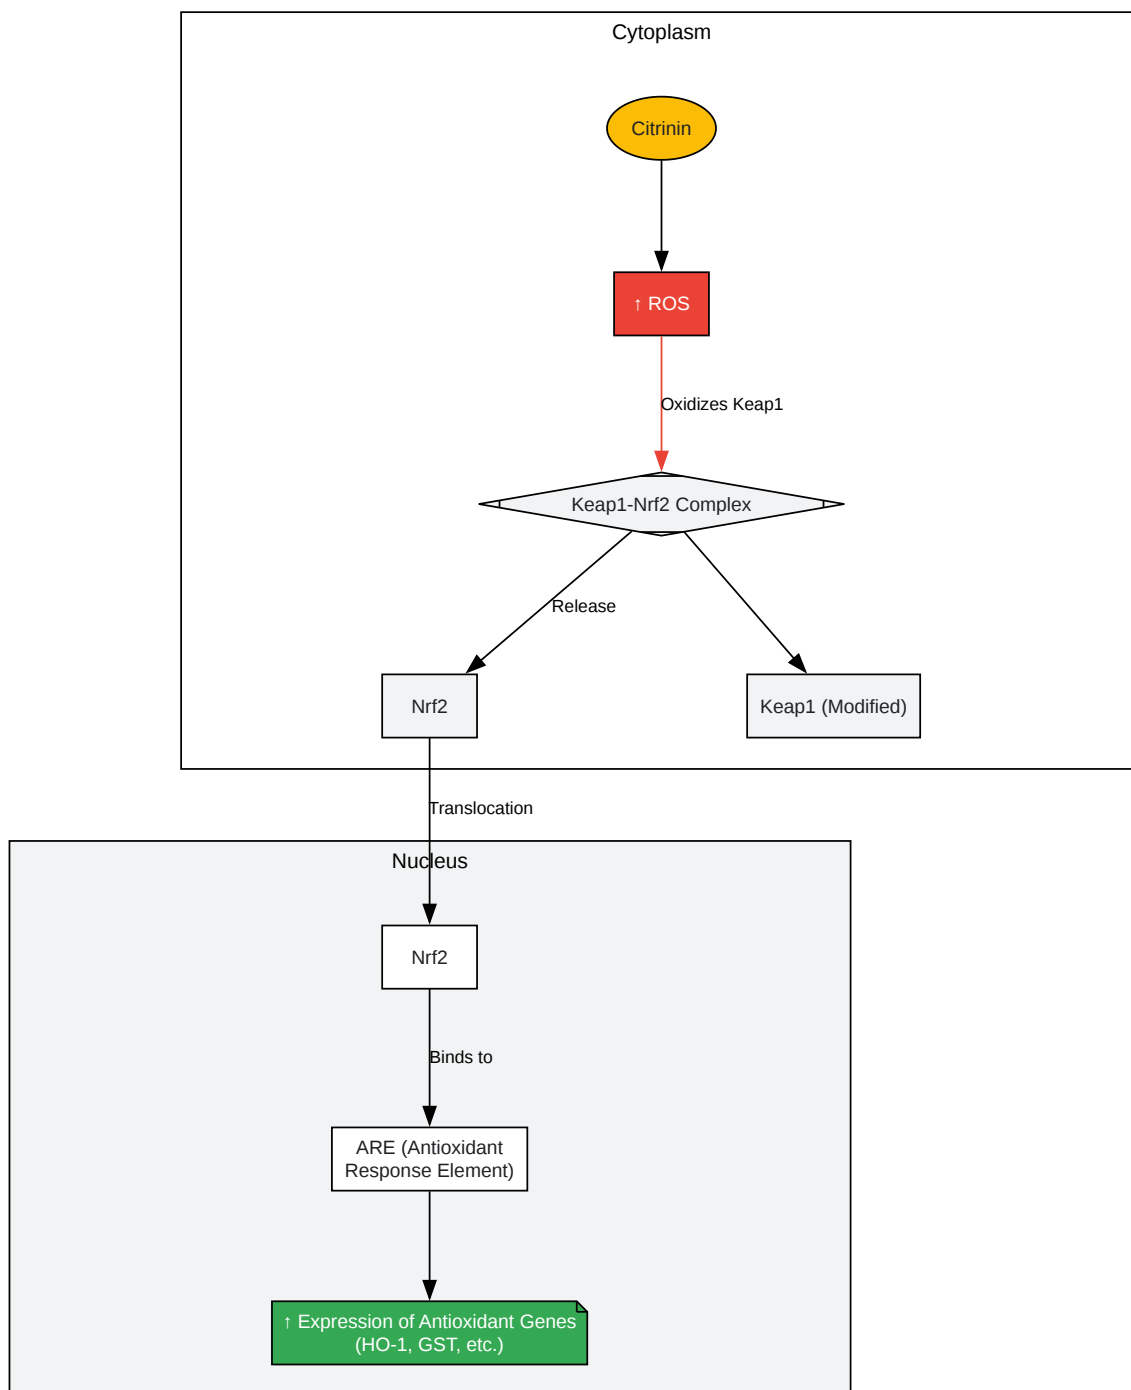 Cytoplasm
Citrinin
↑ ROS
Oxidizes Keap1
Keap1-Nrf2 Complex
Release
Nrf2
Keap1 (Modified)
Translocation
Nucleus
Nrf2
Binds to
ARE (Antioxidant
Response Element)
↑ Expression of Antioxidant Genes
(HO-1, GST, etc.)